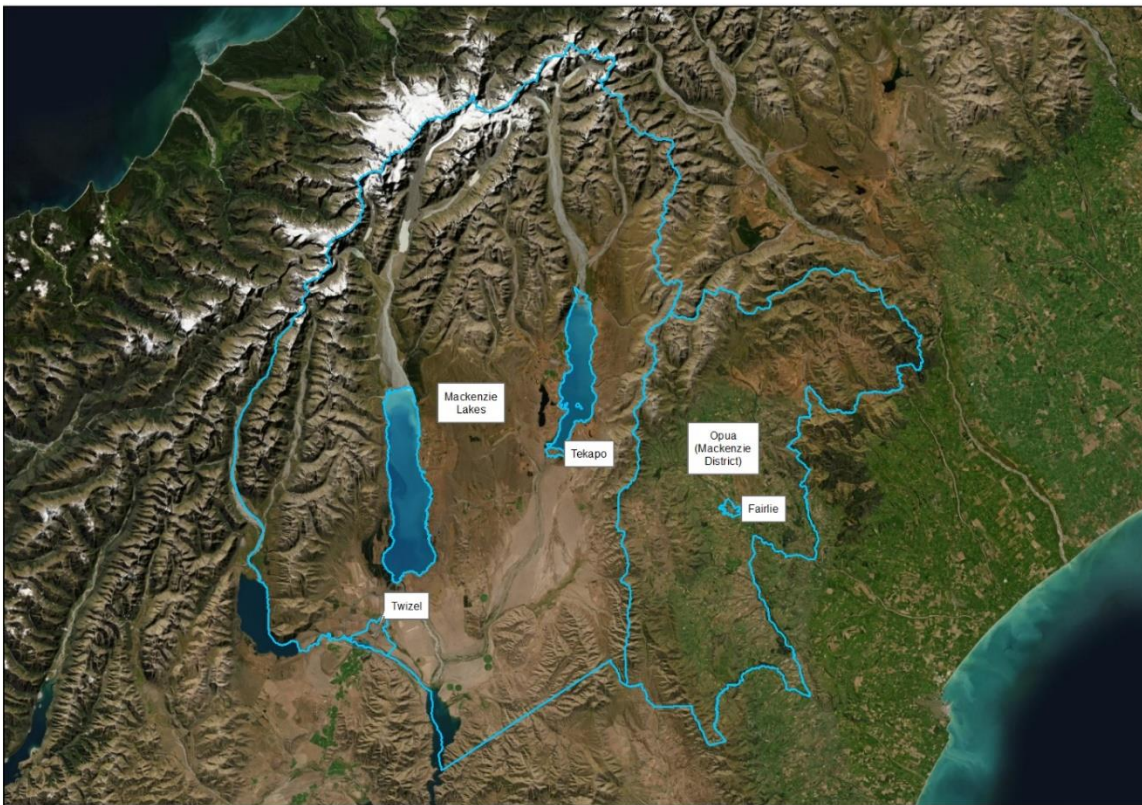 Mackenzie
Lakes
Tekapo
Opua
(Mackenzie
District)
Fairlie
Twizel